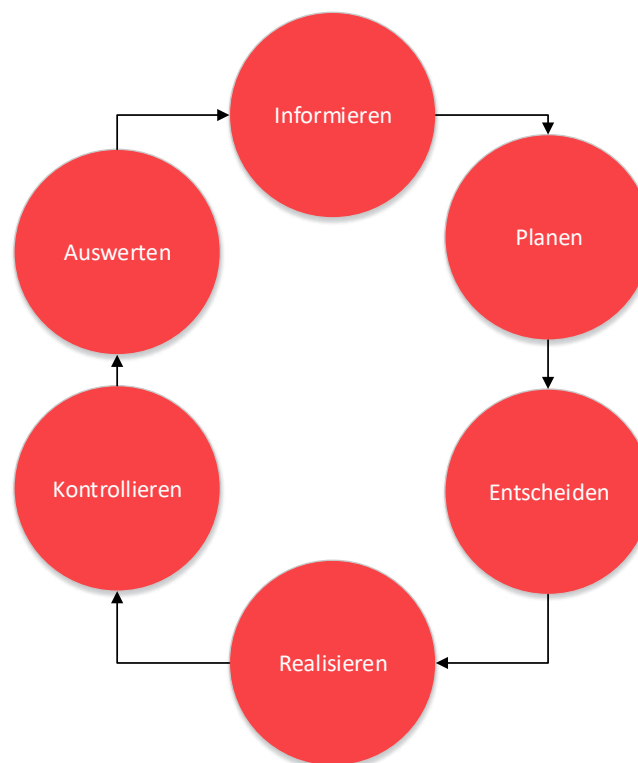 Informieren
Planen
Entscheiden
Realisieren
Kontrollieren
Auswerten